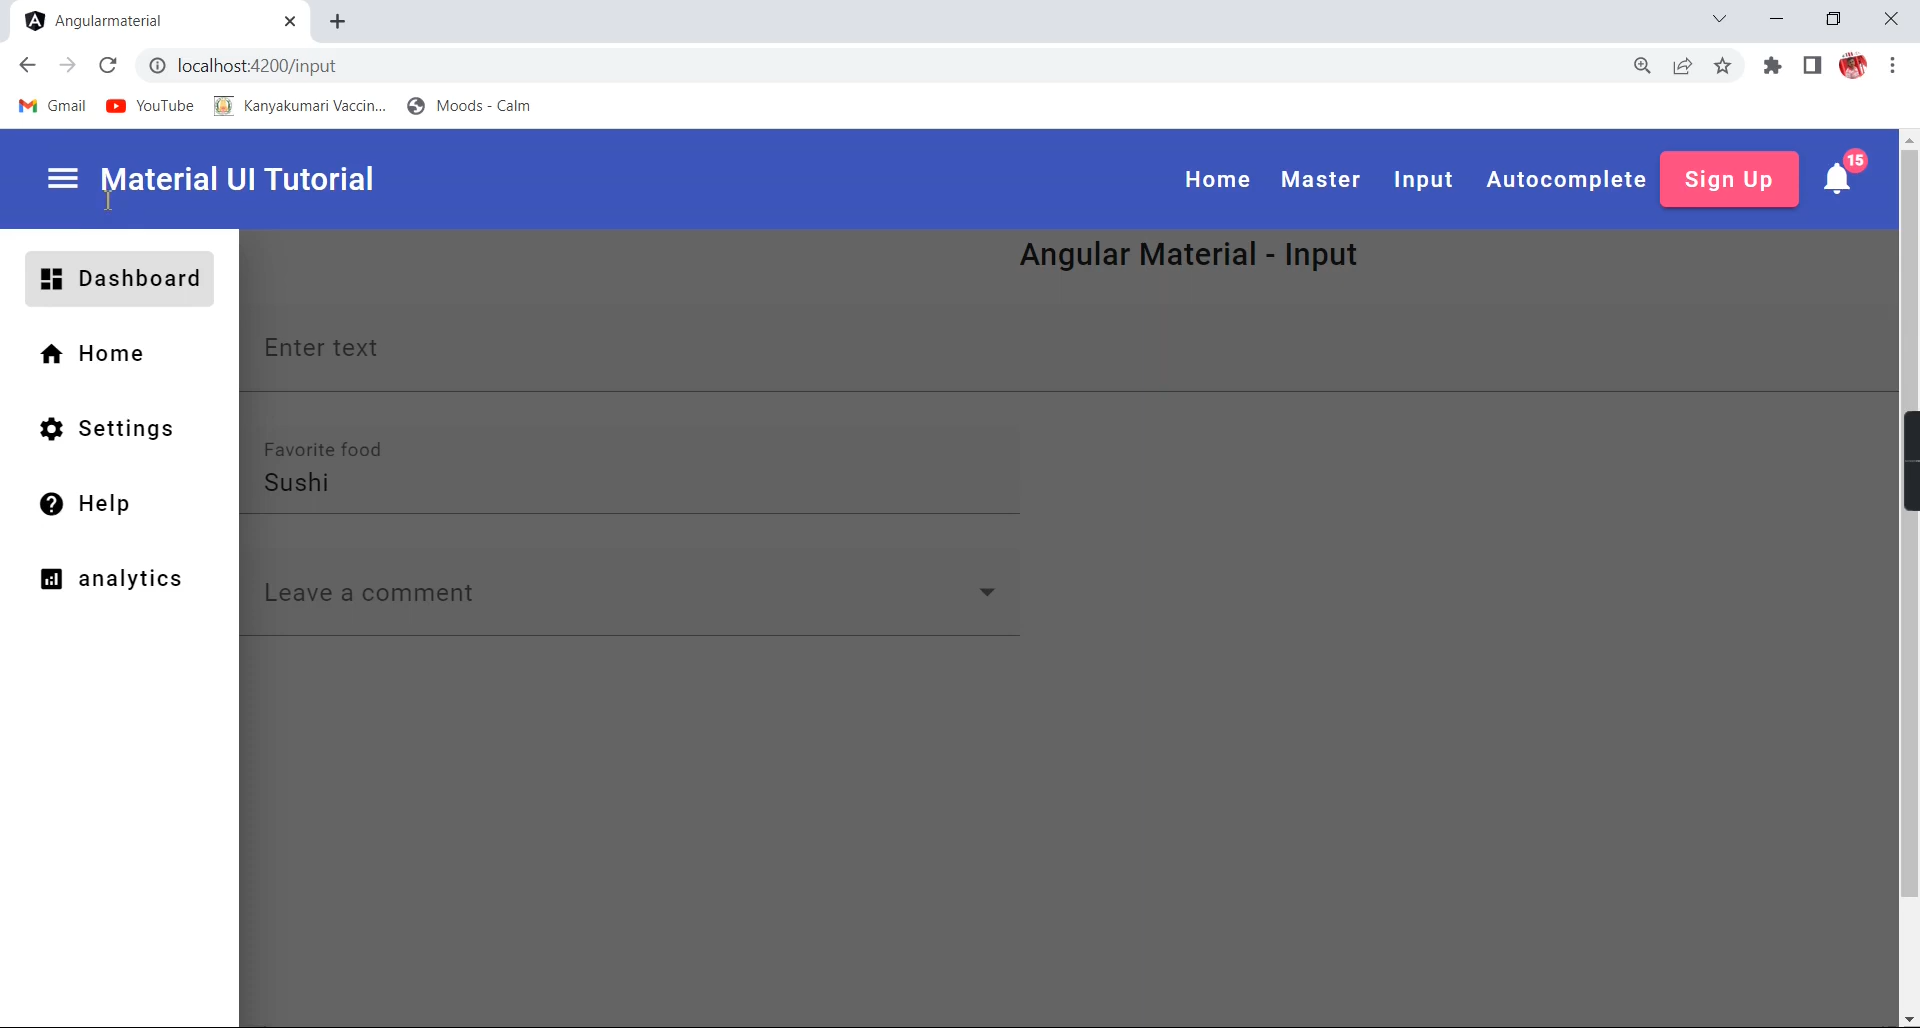 Angularmaterial
localhost:4200/input
Gmail YouTube Kanyakumari Vaccin... Moods - Calm
Material UI Tutorial Home Master Input Autocomplete Sign Up 15
Dashboard
Home
Settings
Help
analytics
Angular Material - Input
Enter text
Favorite food
Sushi
Leave a comment